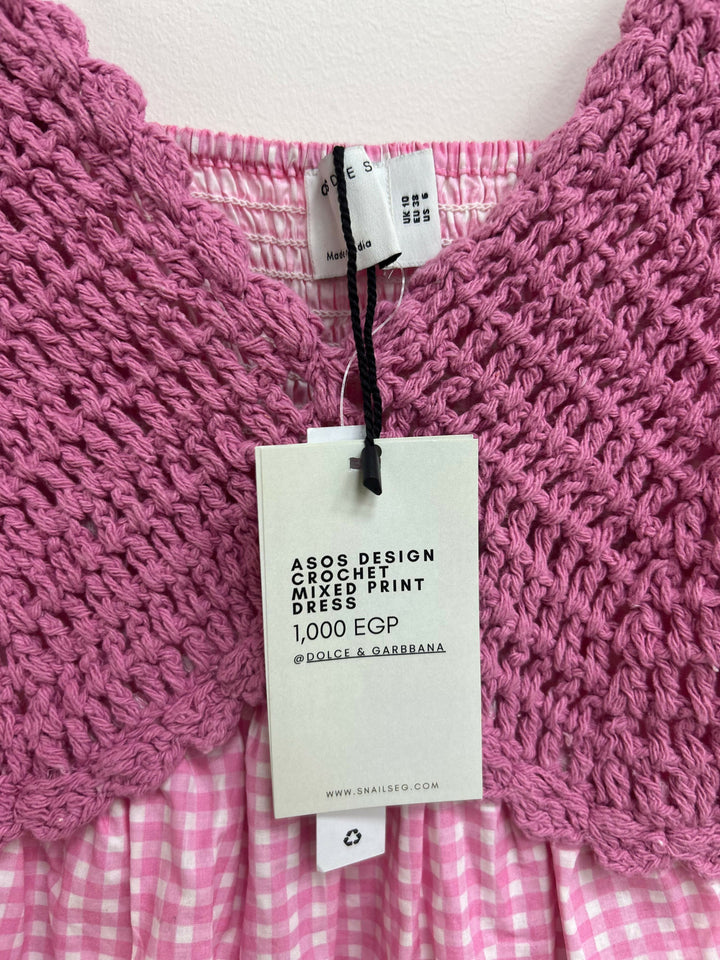 UK 10
EU 38
US 6
ASOS DESIGN
CROCHET
MIXED PRINT
DRESS
1,000 EGP
@DOLCE & GARBBANA
WWW.SNAILSEG.COM